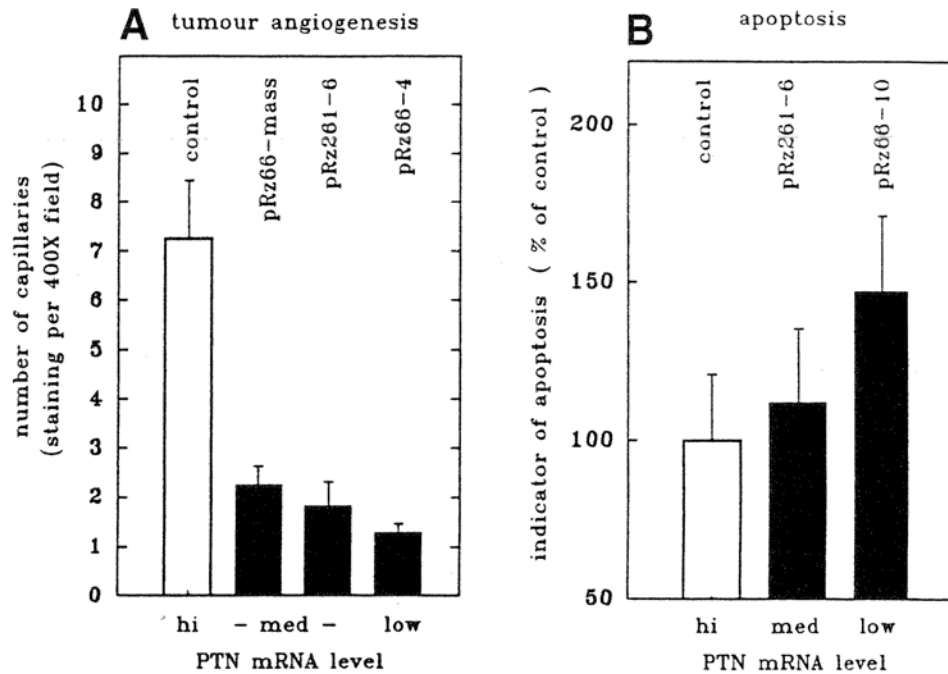 A tumour angiogenesis
number of capillaries
(staining per 400X field)
10
9
8
7
6
5
4
3
2
1
0
control
pRz66-mass
pRz261-6
pRz66-4
hi - med - low
PTN mRNA level
B apoptosis
indicator of apoptosis ( % of control )
200
150
100
50
control
pRz261-6
pRz66-10
hi med low
PTN mRNA level